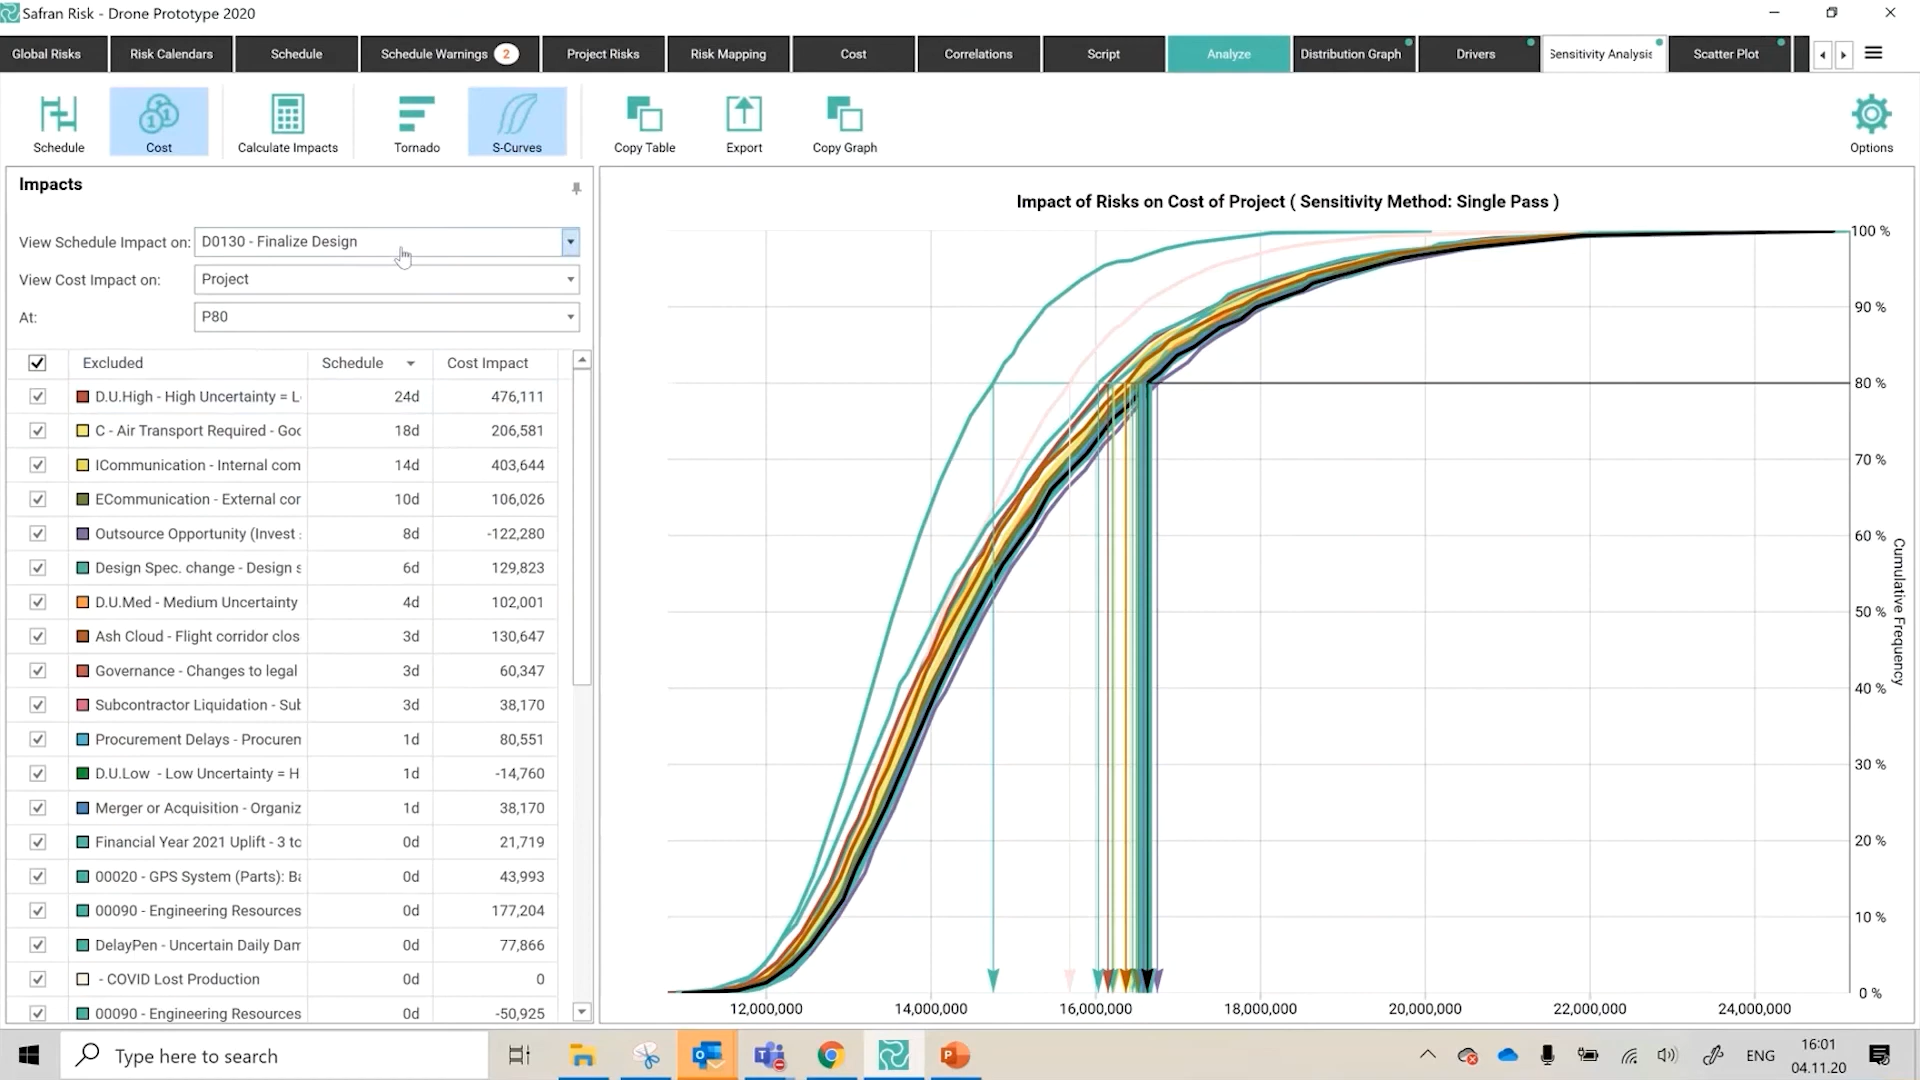 Safran Risk - Drone Prototype 2020
Global Risks
Risk Calendars
Schedule
Schedule Warnings 2
Project Risks
Risk Mapping
Cost
Correlations
Script
Analyze
Distribution Graph
Drivers
Sensitivity Analysis
Scatter Plot
Schedule
Cost
Calculate Impacts
Tornado
S-Curves
Copy Table
Export
Copy Graph
Options
Impacts
View Schedule Impact on: D0130 - Finalize Design
View Cost Impact on: Project
At: P80
Excluded Schedule Cost Impact
D.U.High - High Uncertainty = L 24d 476,111
C - Air Transport Required - Goo 18d 206,581
ICommunication - Internal com 14d 403,644
ECommunication - External cor 10d 106,026
Outsource Opportunity (Invest 8d -122,280
Design Spec. change - Design s 6d 129,823
D.U.Med - Medium Uncertainty 4d 102,001
Ash Cloud - Flight corridor clos 3d 130,647
Governance - Changes to legal 3d 60,347
Subcontractor Liquidation - Sub 3d 38,170
Procurement Delays - Procuren 1d 80,551
D.U.Low - Low Uncertainty = H 1d -14,760
Merger or Acquisition - Organiz 1d 38,170
Financial Year 2021 Uplift - 3 to 0d 21,719
00020 - GPS System (Parts): Ba 0d 43,993
00090 - Engineering Resources 0d 177,204
DelayPen - Uncertain Daily Dam 0d 77,866
- COVID Lost Production 0d 0
00090 - Engineering Resources 0d -50,925
Impact of Risks on Cost of Project ( Sensitivity Method: Single Pass )
100 %
90 %
80 %
70 %
60 %
50 %
40 %
30 %
20 %
10 %
0 %
Cumulative Frequency
12,000,000
14,000,000
16,000,000
18,000,000
20,000,000
22,000,000
24,000,000
Type here to search
ENG
16:01
04.11.20